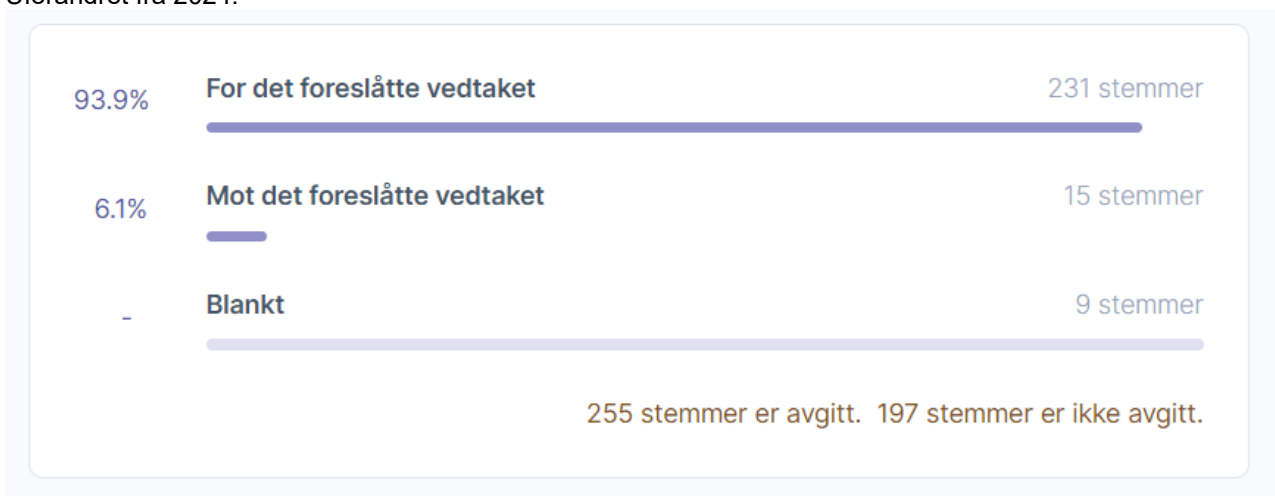 93.9%
For det foreslåtte vedtaket
231 stemmer
6.1%
Mot det foreslåtte vedtaket
15 stemmer
-
Blankt
9 stemmer
255 stemmer er avgitt. 197 stemmer er ikke avgitt.